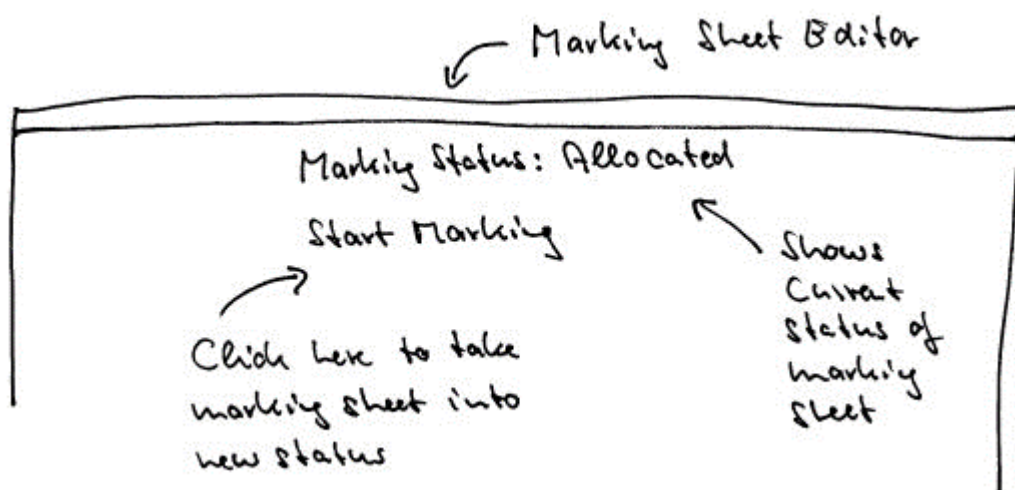 Marking Sheet Editor
Marking Status: Allocated
Start Marking
Click here to take
marking sheet into
new status
Shows
Current
status of
marking
sheet